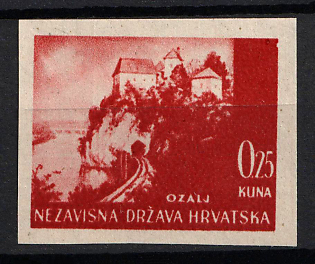 0.25
KUNA
OZALJ
NEZAVISNA DRŽAVA HRVATSKA